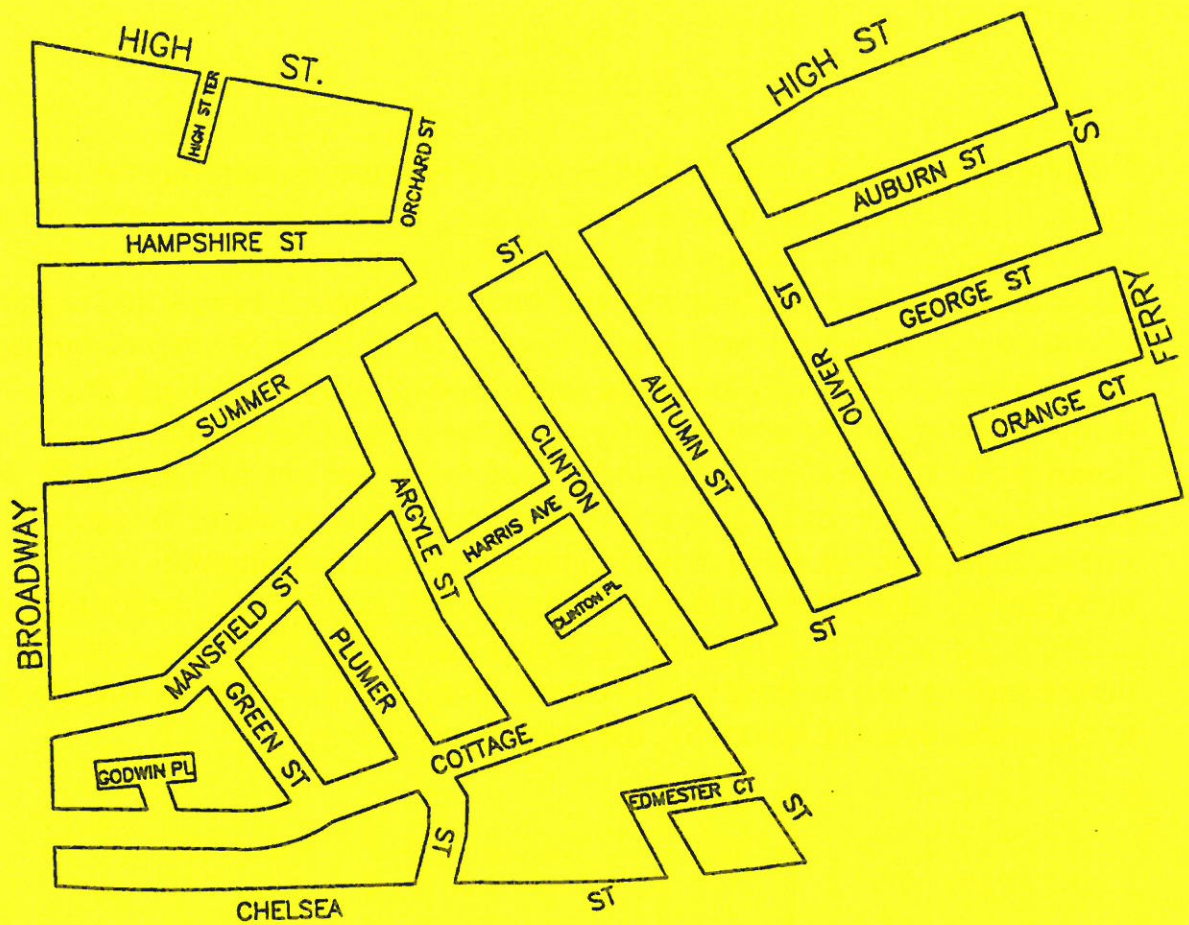 HIGH ST.
HIGH ST
HIGH ST TER
ORCHARD ST
ST
AUBURN ST
HAMPSHIRE ST
ST
ST
GEORGE ST
FERRY
OLIVER
SUMMER
AUTUMN ST
ORANGE CT
CLINTON
ARGYLE ST
HARRIS AVE
BROADWAY
MANSFIELD ST
CLINTON PL
PLUMER
ST
GREEN ST
COTTAGE
GODWIN PL
EDMESTER CT
ST
ST
CHELSEA
ST